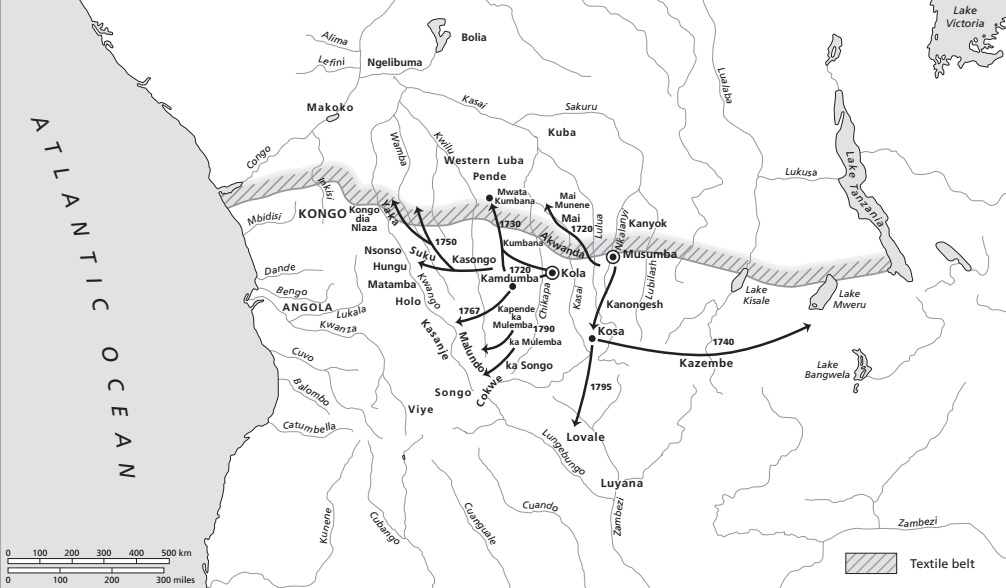 Lake
Victoria
Bolia
Alima
Lefini
Ngelibuma
Lualaba
Kasai
Sakuru
Makoko
Kuba
Congo
Wamba
Kwilu
Western Luba
Pende
Lukusa
Lake Tanzania
ATLANTIC OCEAN
Inkisi
Mbidisi
KONGO
Kongo
dia
Nlaza
Yaka
Mwata
Kumbana
Mai
Munene
Mai
1720
Lulua
Nkalanyi
Kanyok
1730
1750
Kumbana
Akwanda
Musumba
Nsonso
Suku
Kasongo
Hungu
1720
Kola
Kamdumba
Dande
Matamba
Kwango
Chikapa
Kasai
Lubilash
Lake
Kisale
Lake
Mweru
Bengo
Holo
ANGOLA
Lukala
Kwanza
1767
Kapende
ka
Mulemba
1790
Kanongesh
Kasanje
Malundo
ka Mulemba
Kosa
1740
Kazembe
Cuvo
ka Songo
Lake
Bangwela
Balombo
Songo
Cokwe
1795
Viye
Catumbella
Lovale
Lungebungo
Luyana
Kunene
Cubango
Cuanguale
Cuando
Zambezi
Zambezi
0 100 200 300 400 500 km
0 100 200 300 miles
Textile belt